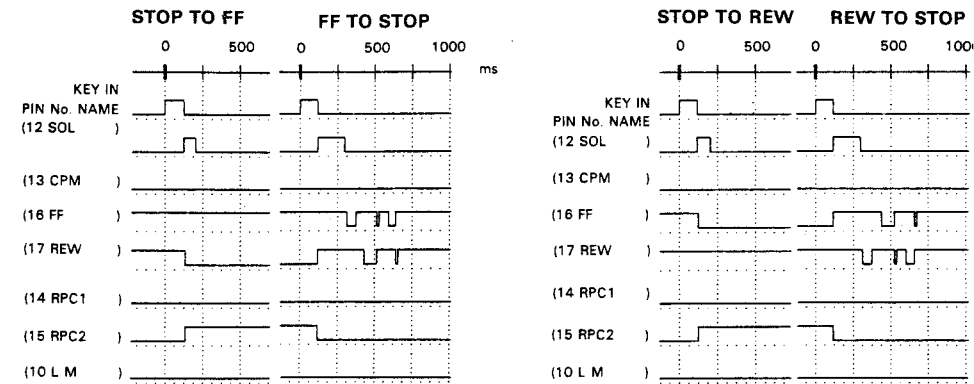 STOP TO FF
FF TO STOP
0 500
0 500 1000
ms
KEY IN
PIN No. NAME
(12 SOL )
(13 CPM )
(16 FF )
(17 REW )
(14 RPC1 )
(15 RPC2 )
(10 L M )
STOP TO REW
REW TO STOP
0 500
0 500 100
KEY IN
PIN No. NAME
(12 SOL )
(13 CPM )
(16 FF )
(17 REW )
(14 RPC1 )
(15 RPC2 )
(10 L M )